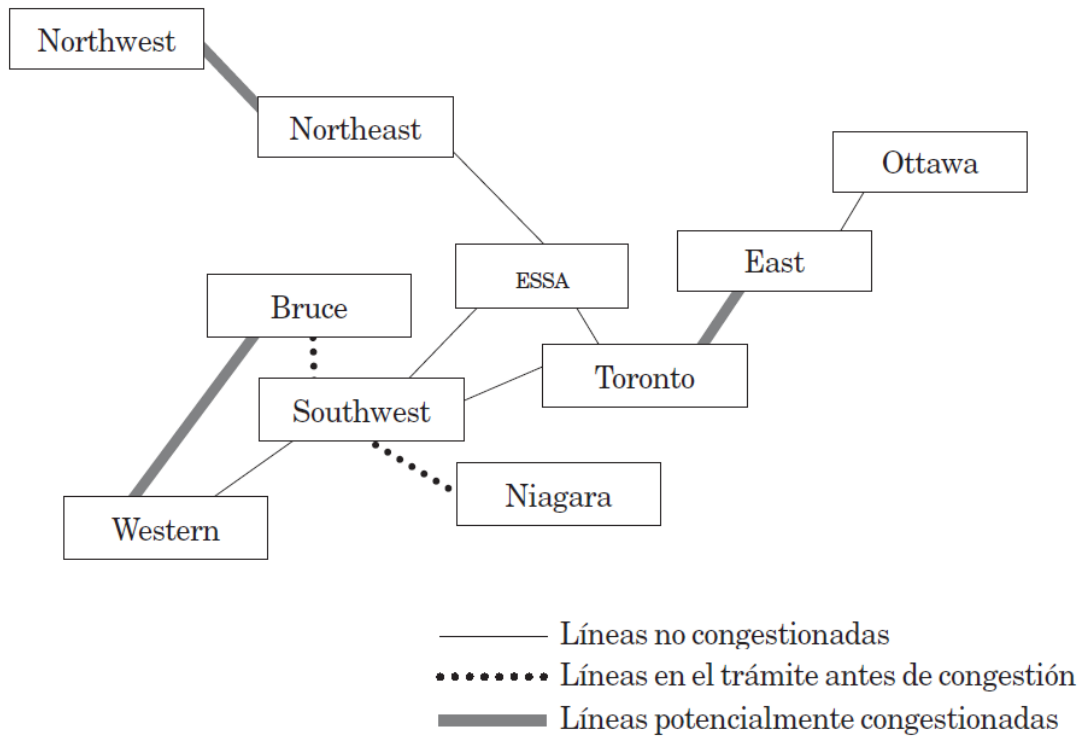 Northwest
Northeast
Ottawa
East
ESSA
Bruce
Toronto
Southwest
Niagara
Western
Líneas no congestionadas
Líneas en el trámite antes de congestión
Líneas potencialmente congestionadas